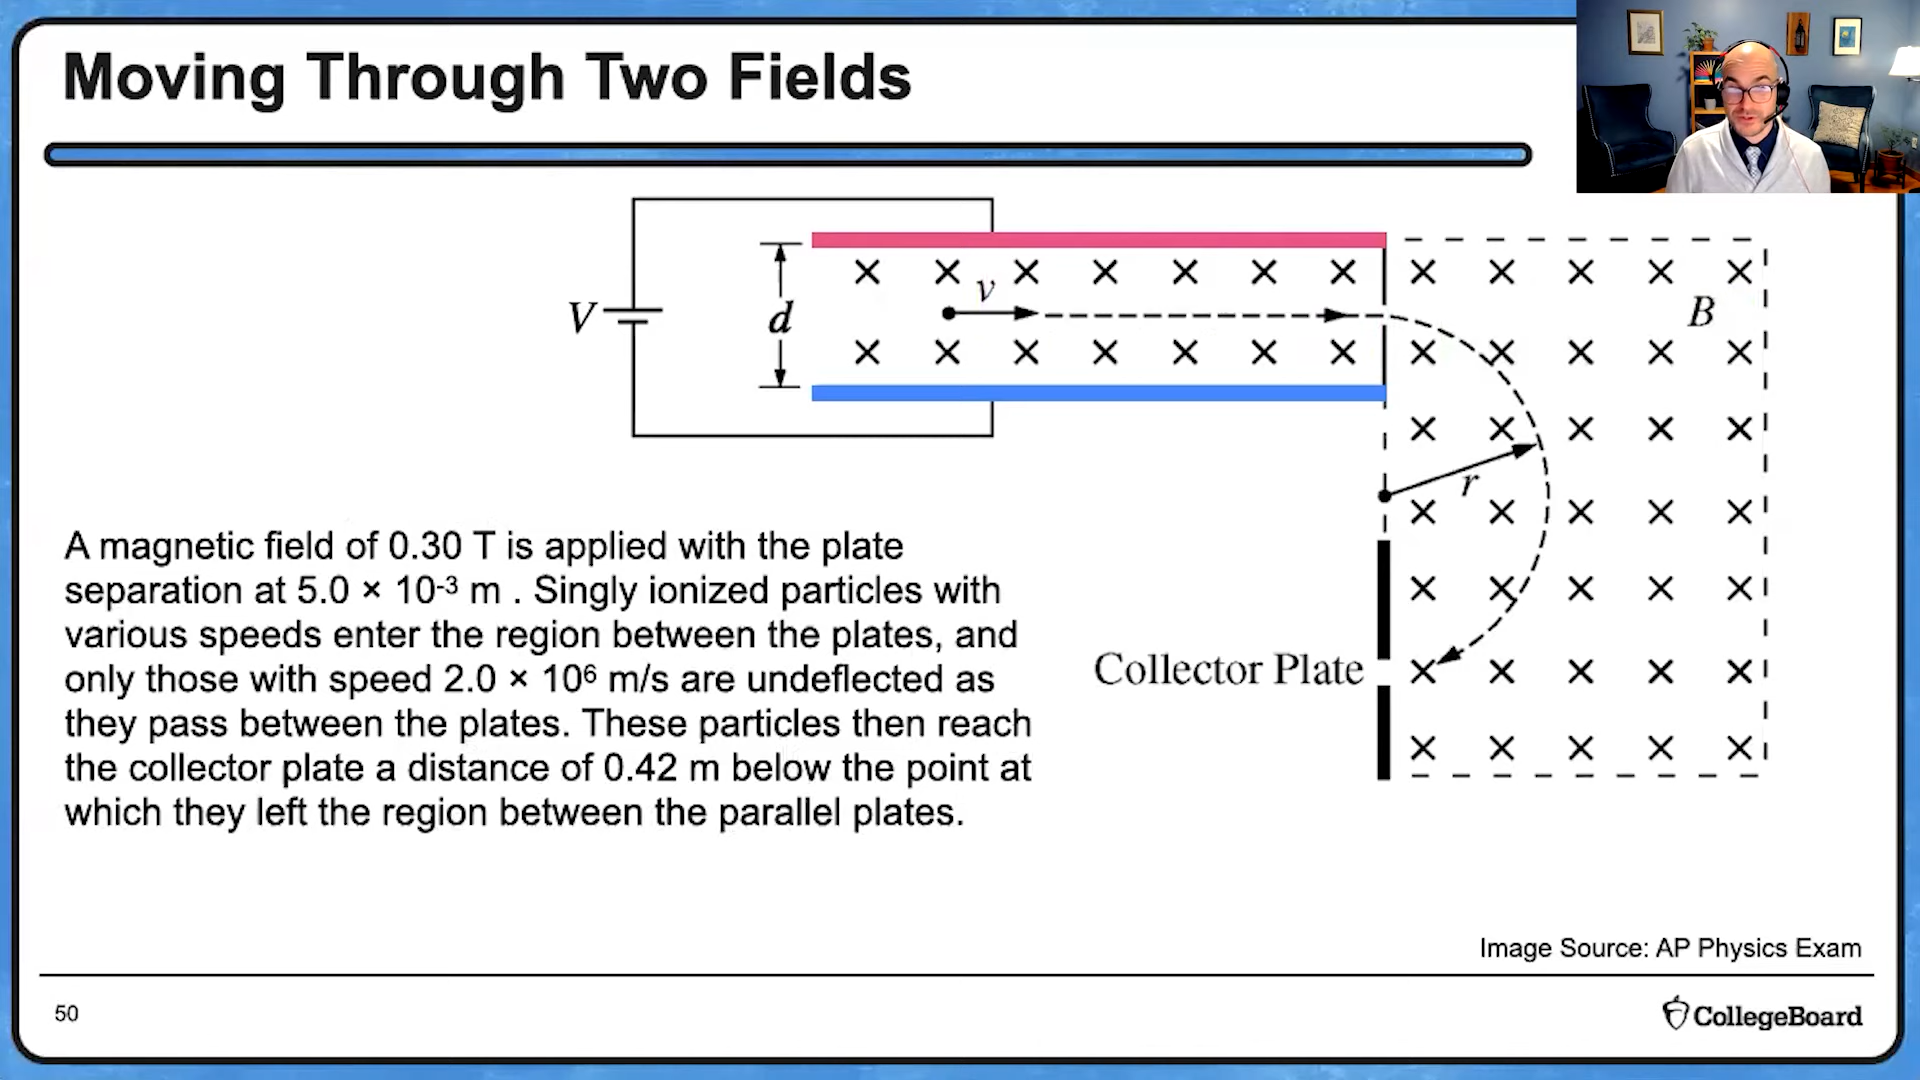 Moving Through Two Fields
V
d
v
B
r
Collector Plate
A magnetic field of 0.30 T is applied with the plate
separation at 5.0 × 10⁻³ m . Singly ionized particles with
various speeds enter the region between the plates, and
only those with speed 2.0 × 10⁶ m/s are undeflected as
they pass between the plates. These particles then reach
the collector plate a distance of 0.42 m below the point at
which they left the region between the parallel plates.
Image Source: AP Physics Exam
50
CollegeBoard